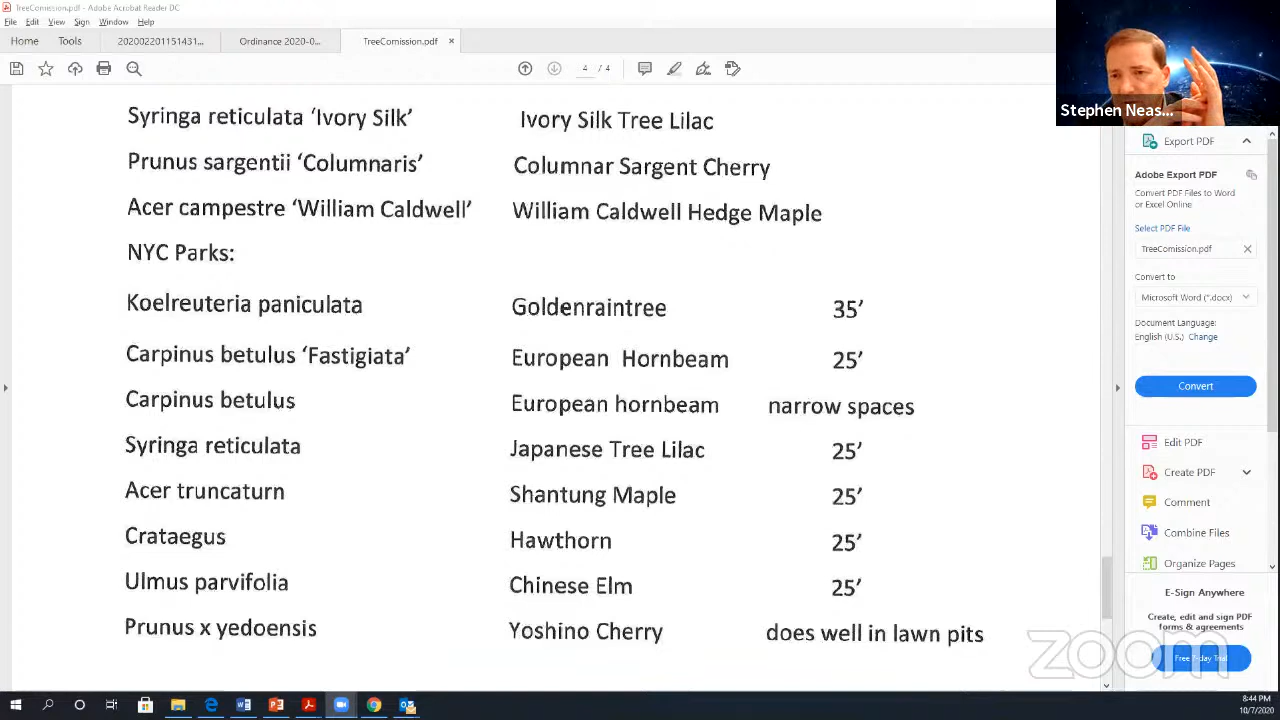 TreeComission.pdf - Adobe Acrobat Reader DC
File Edit View Sign Window Help
Home Tools 202002201151431... Ordinance 2020-0... TreeComission.pdf ×
4 / 4
Stephen Neas...
Syringa reticulata ‘Ivory Silk’ Ivory Silk Tree Lilac
Prunus sargentii ‘Columnaris’ Columnar Sargent Cherry
Acer campestre ‘William Caldwell’ William Caldwell Hedge Maple
NYC Parks:
Koelreuteria paniculata Goldenraintree 35’
Carpinus betulus ‘Fastigiata’ European Hornbeam 25’
Carpinus betulus European hornbeam narrow spaces
Syringa reticulata Japanese Tree Lilac 25’
Acer truncaturn Shantung Maple 25’
Crataegus Hawthorn 25’
Ulmus parvifolia Chinese Elm 25’
Prunus x yedoensis Yoshino Cherry does well in lawn pits
Export PDF
Adobe Export PDF
Convert PDF Files to Word
or Excel Online
Select PDF File
TreeComission.pdf
Convert to
Microsoft Word (*.docx)
Document Language:
English (U.S.) Change
Convert
Edit PDF
Create PDF
Comment
Combine Files
Organize Pages
E-Sign Anywhere
Create, edit and sign PDF
forms & agreements
Free 7-day Trial
zoom
8:44 PM
10/7/2020